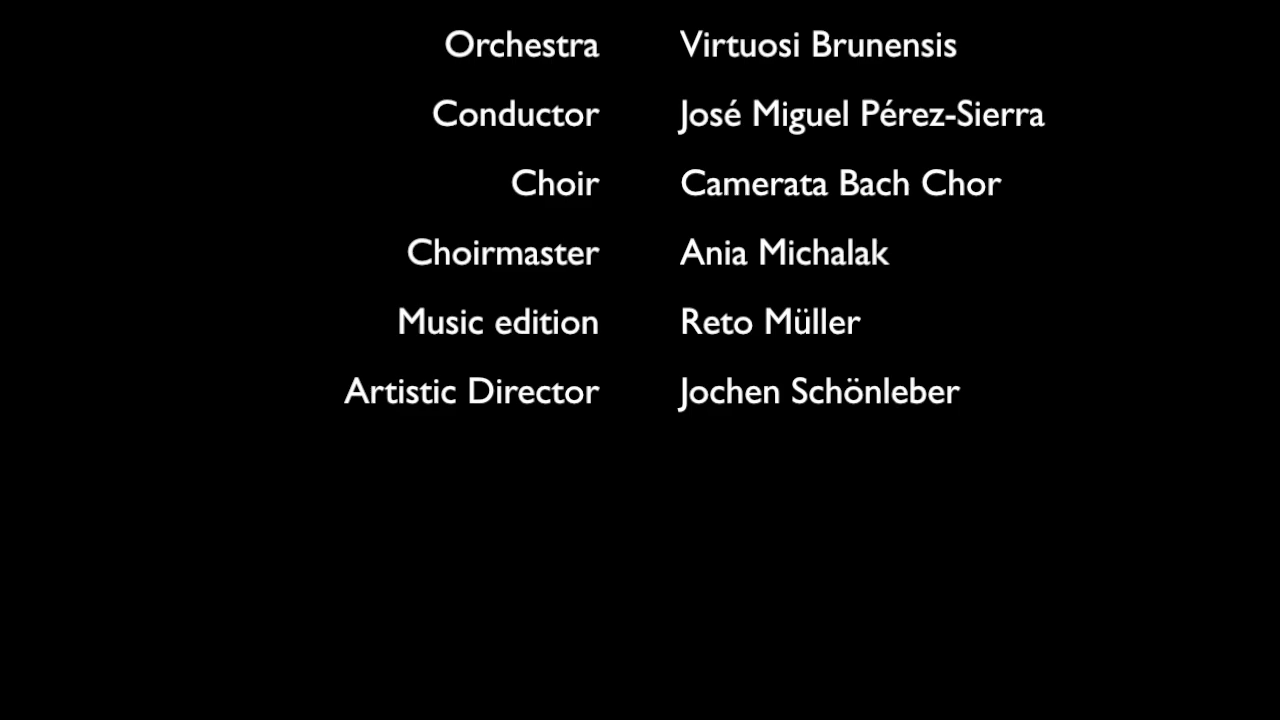 Orchestra Virtuosi Brunensis
Conductor José Miguel Pérez-Sierra
Choir Camerata Bach Chor
Choirmaster Ania Michalak
Music edition Reto Müller
Artistic Director Jochen Schönleber